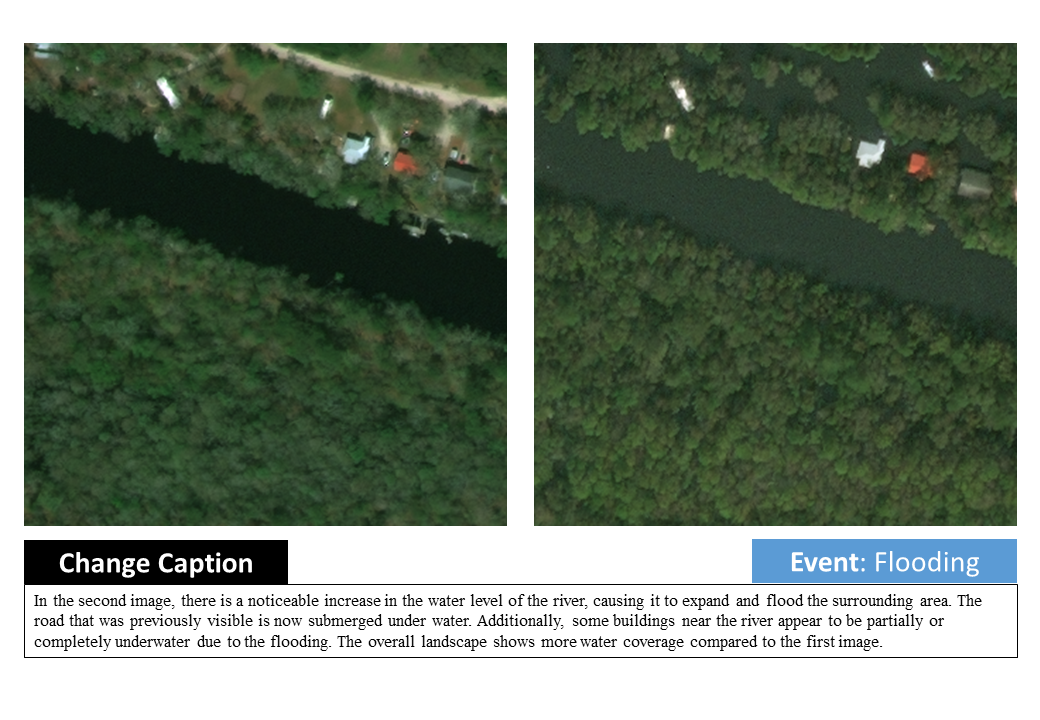 Change Caption
Event: Flooding
In the second image, there is a noticeable increase in the water level of the river, causing it to expand and flood the surrounding area. The
road that was previously visible is now submerged under water. Additionally, some buildings near the river appear to be partially or
completely underwater due to the flooding. The overall landscape shows more water coverage compared to the first image.